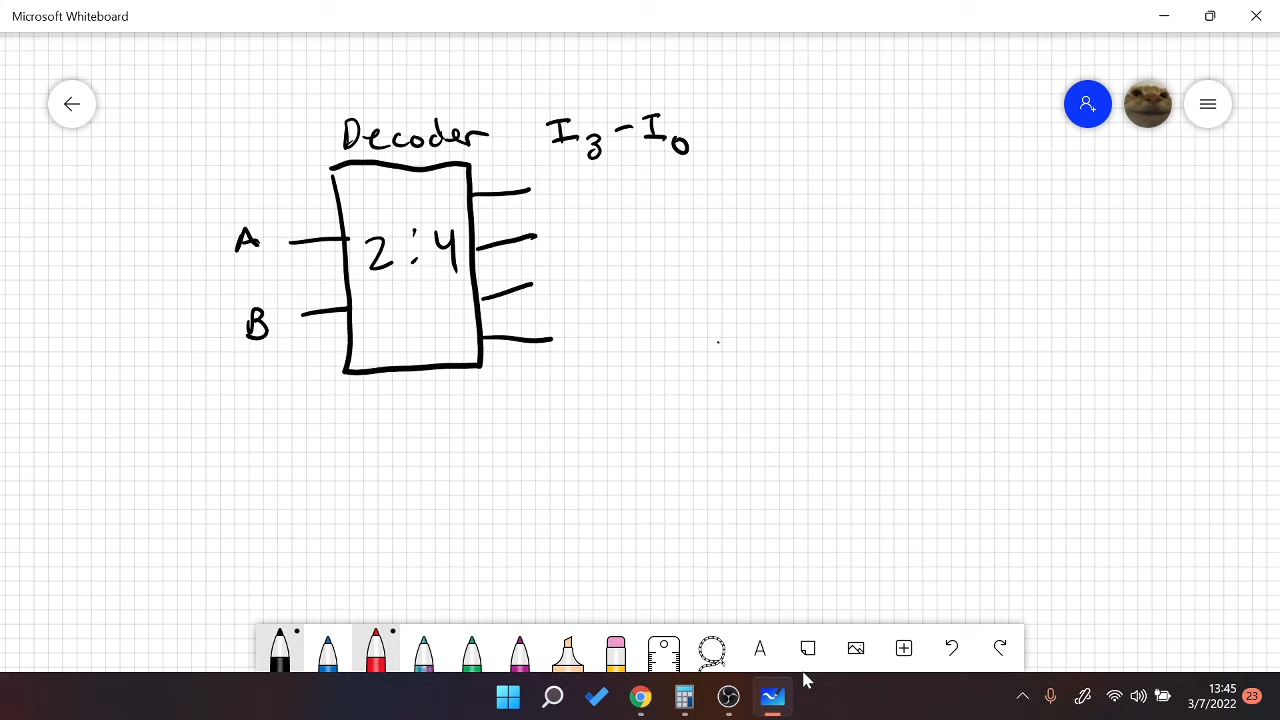 Microsoft Whiteboard
Decoder I₃ - I₀
A 2:4
B
A
13:45
3/7/2022
23